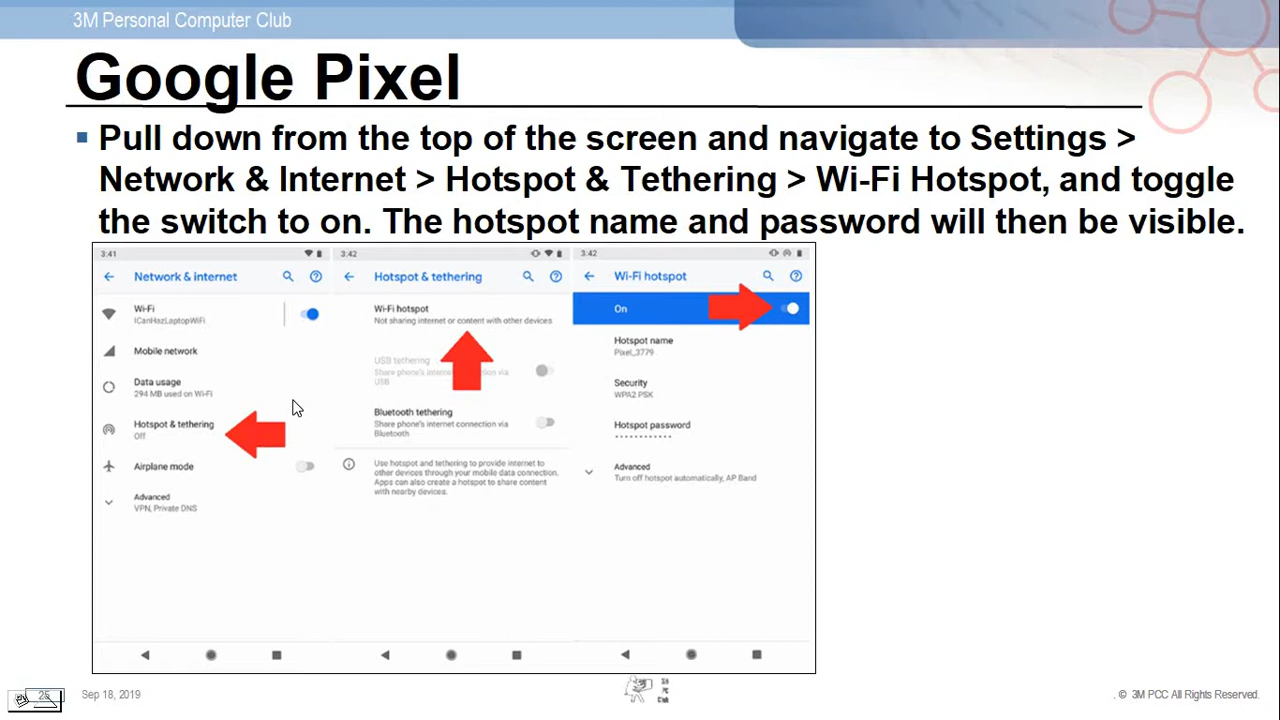 3M Personal Computer Club
Google Pixel
Pull down from the top of the screen and navigate to Settings >
Network & Internet > Hotspot & Tethering > Wi-Fi Hotspot, and toggle
the switch to on. The hotspot name and password will then be visible.
3:41
Network & internet
Wi-Fi
ICanHazLaptopWiFi
Mobile network
Data usage
294 MB used on Wi-Fi
Hotspot & tethering
Off
Airplane mode
Advanced
VPN, Private DNS
3:42
Hotspot & tethering
Wi-Fi hotspot
Not sharing internet or content with other devices
USB tethering
Share phone's internet connection via
USB
Bluetooth tethering
Share phone's internet connection via
Bluetooth
Use hotspot and tethering to provide internet to
other devices through your mobile data connection.
Apps can also create a hotspot to share content
with nearby devices.
3:42
Wi-Fi hotspot
On
Hotspot name
Pixel_3779
Security
WPA2 PSK
Hotspot password
Advanced
Turn off hotspot automatically, AP Band
25
Sep 18, 2019
. © 3M PCC All Rights Reserved.